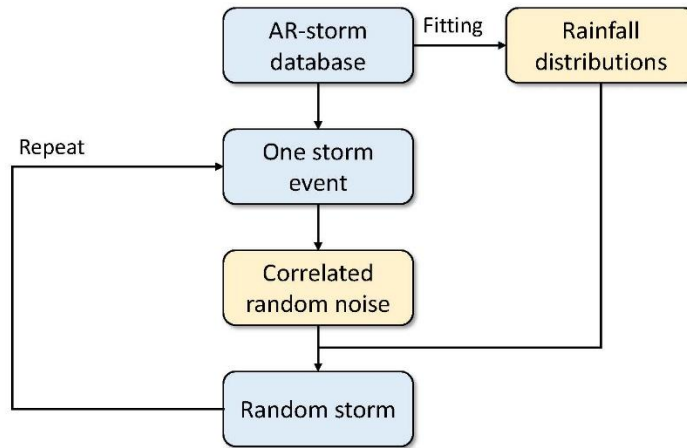 AR-storm
database
Fitting
Rainfall
distributions
Repeat
One storm
event
Correlated
random noise
Random storm